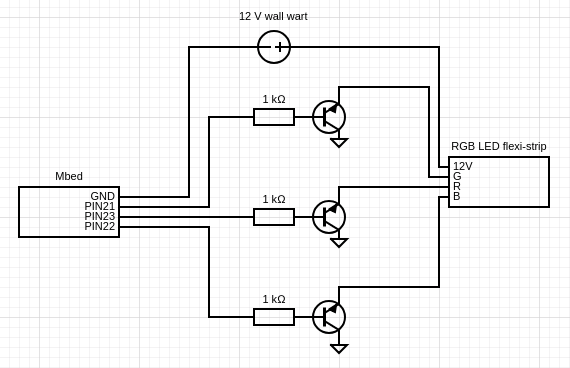 12 V wall wart
1 kΩ
RGB LED flexi-strip
12V
G
R
B
Mbed
GND
PIN21
PIN23
PIN22
1 kΩ
1 kΩ